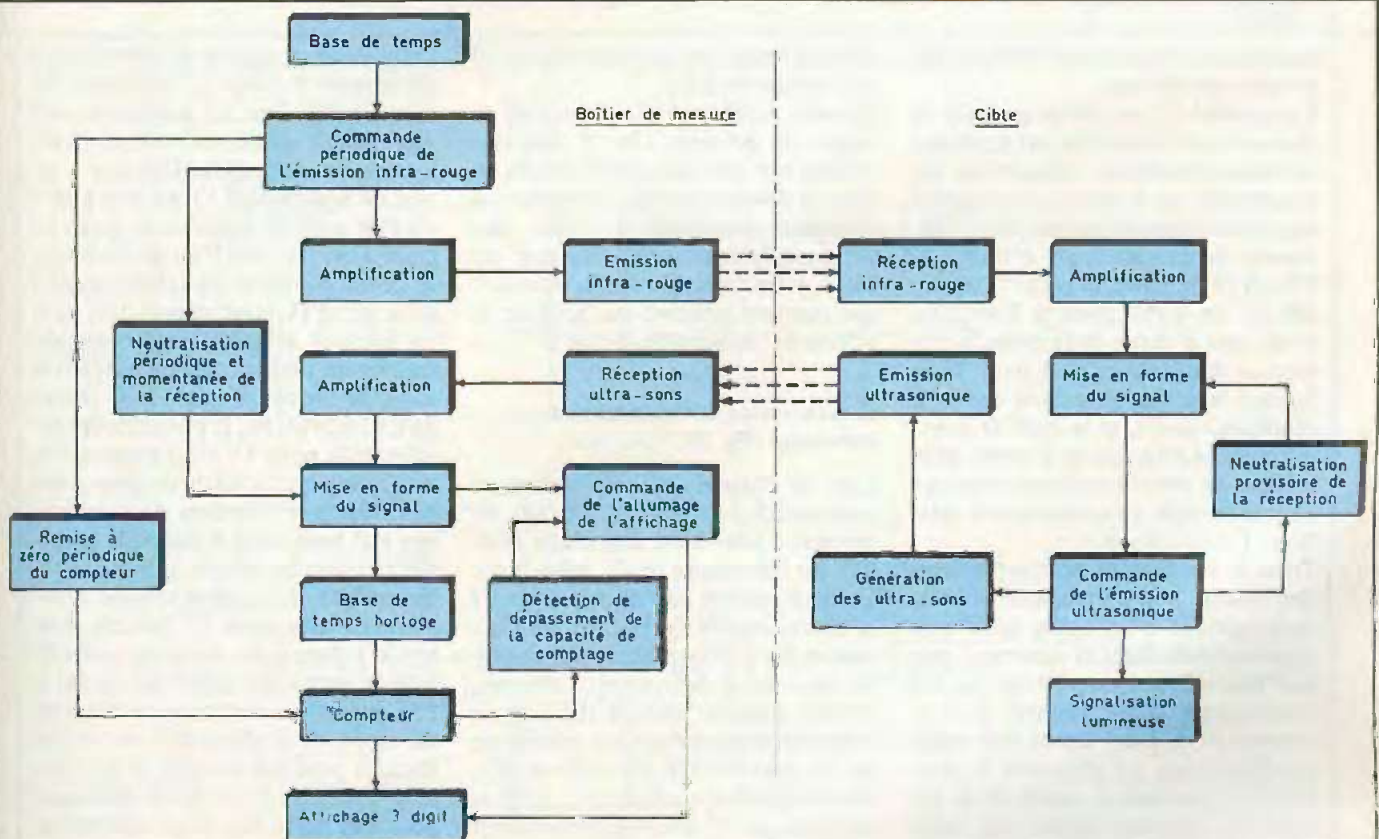 Base de temps
Boîtier de mesure
Cible
Commande
périodique de
l'émission infra-rouge
Amplification
Emission
infra-rouge
Réception
infra-rouge
Amplification
Neutralisation
périodique et
momentanée de
la réception
Amplification
Réception
ultra-sons
Emission
ultrasonique
Mise en forme
du signal
Neutralisation
provisoire de
la réception
Mise en forme
du signal
Commande
de l'allumage
de l'affichage
Remise à
zéro périodique
du compteur
Base de
temps horloge
Détection de
dépassement de
la capacité de
comptage
Génération
des ultra-sons
Commande
de l'émission
ultrasonique
Compteur
Signalisation
lumineuse
Affichage 3 digit